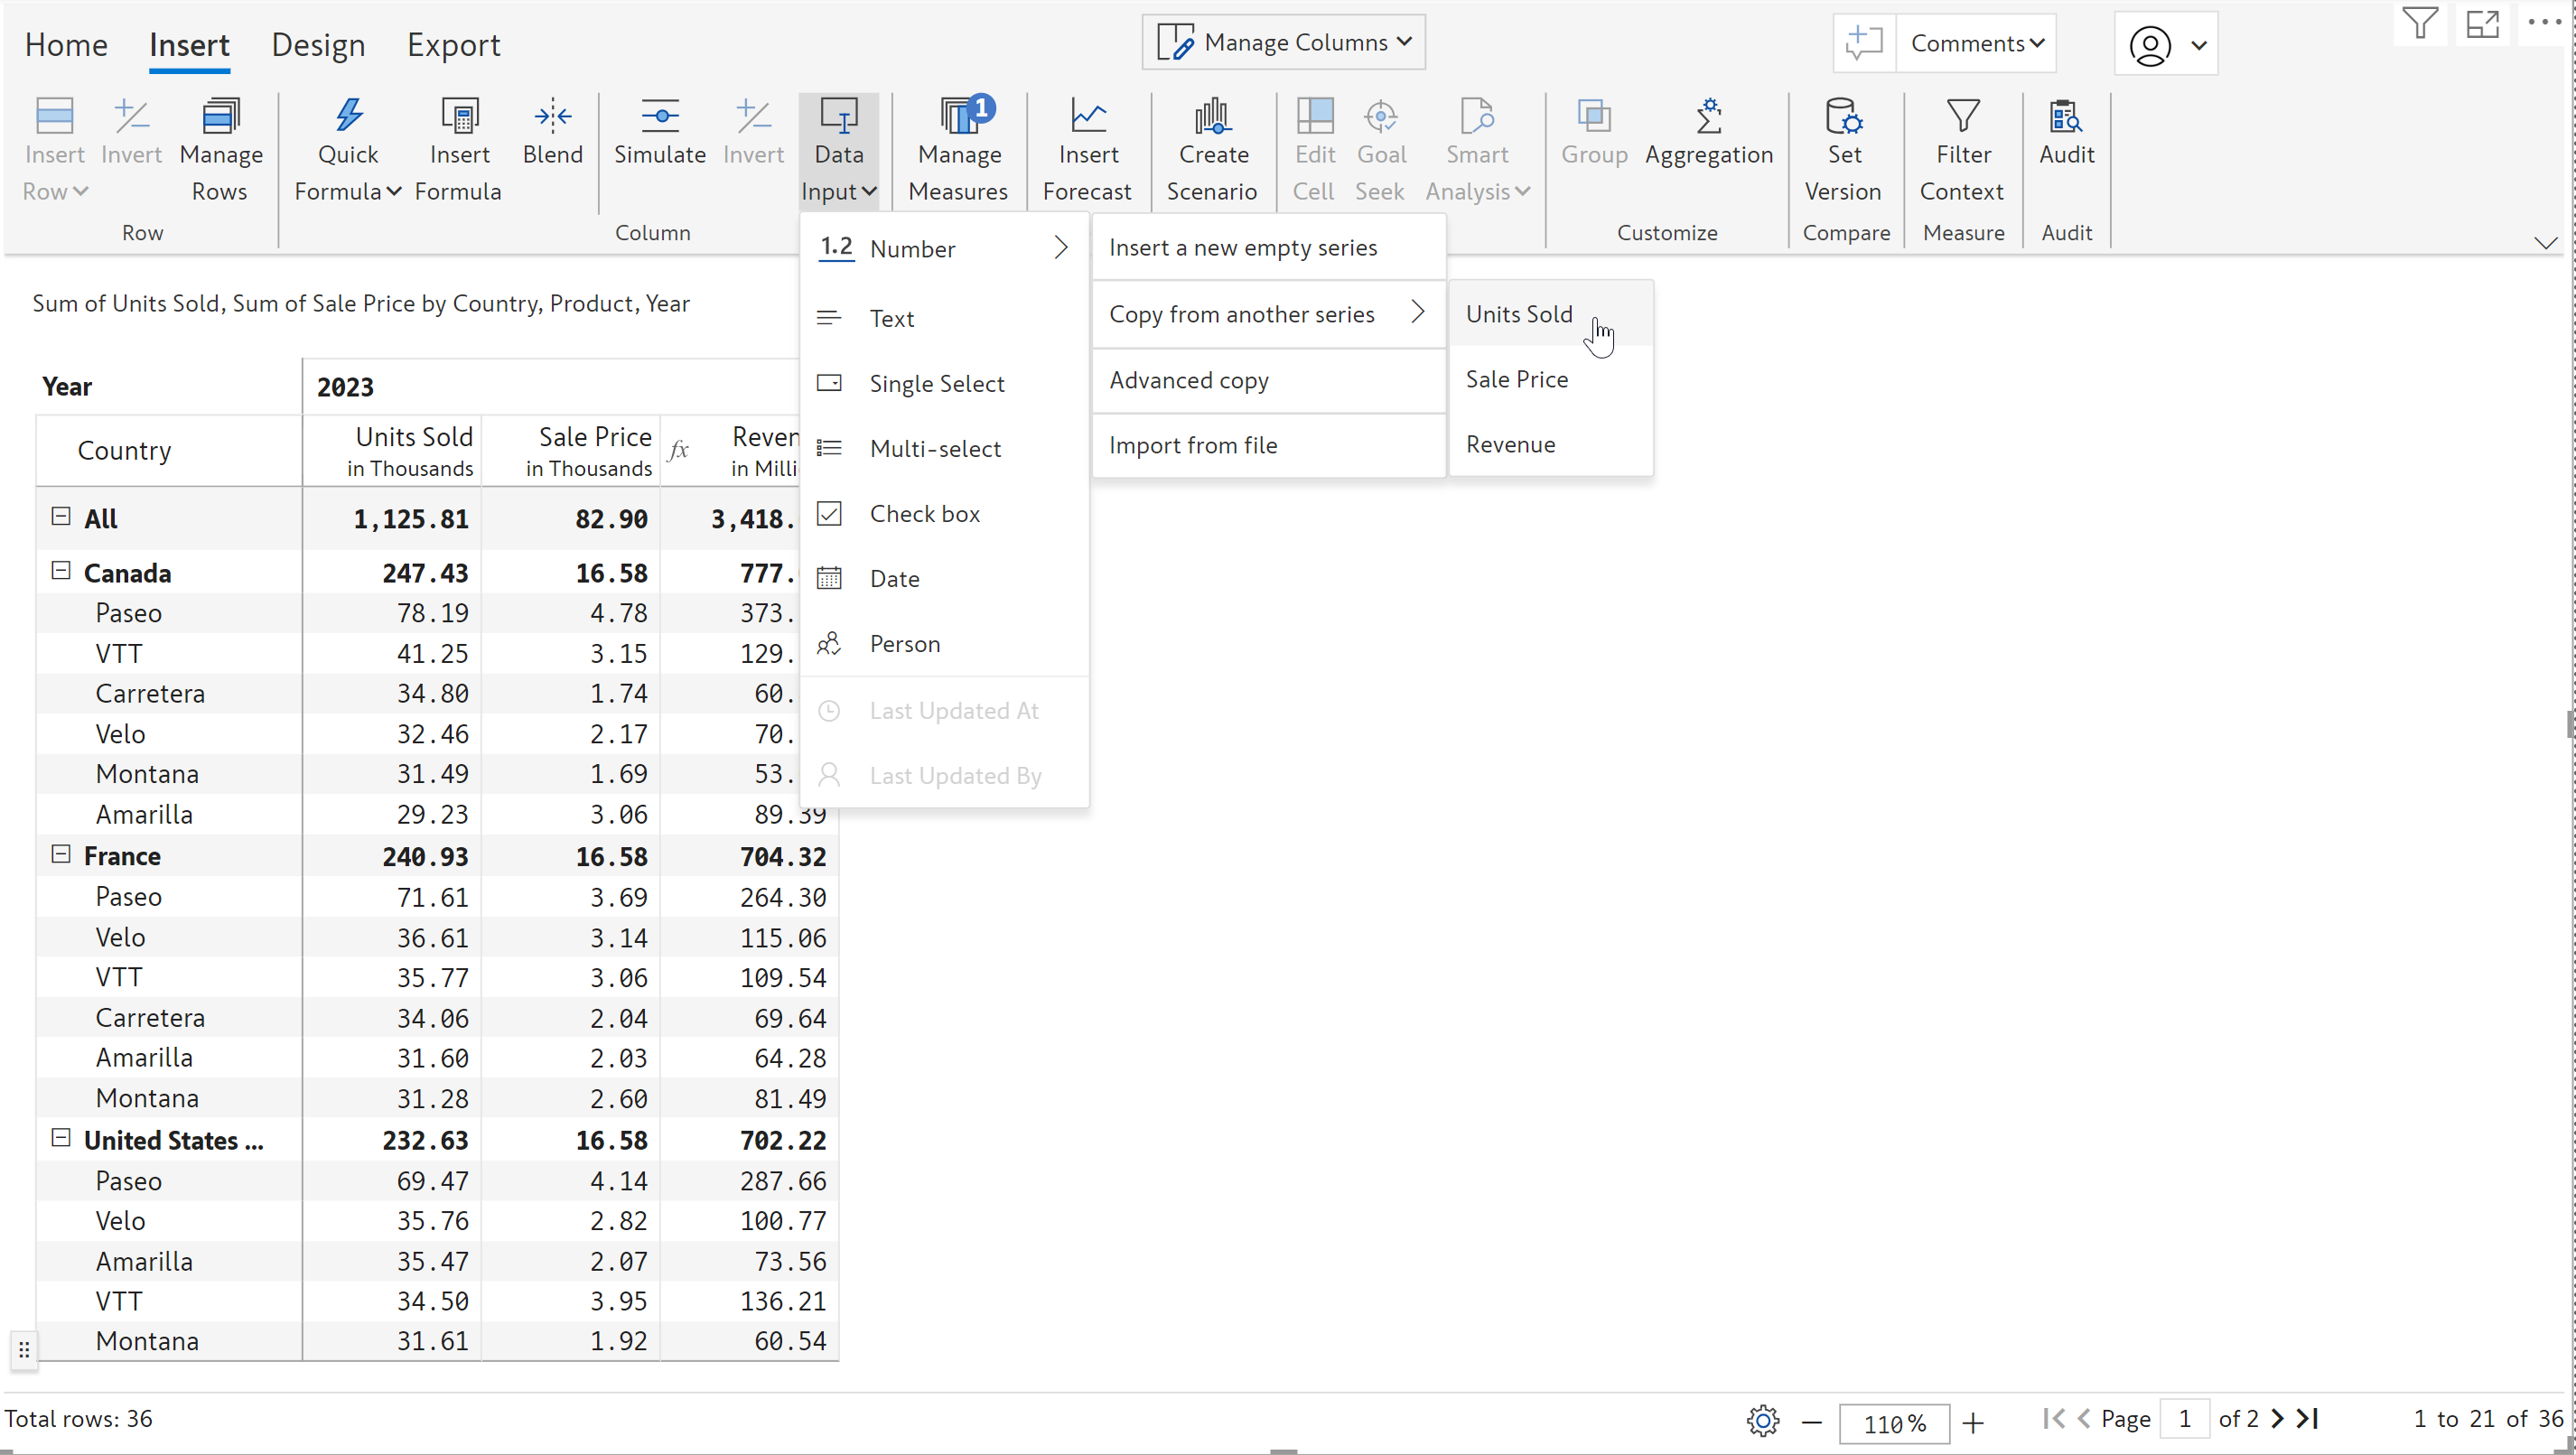 Home Insert Design Export Manage Columns Comments
Insert Row Invert Manage Rows Quick Formula Insert Formula Blend Simulate Invert Data Input Manage Measures 1 Insert Forecast Create Scenario Edit Cell Goal Seek Smart Analysis Group Aggregation Set Version Filter Context Audit
Row Column Customize Compare Measure Audit
1.2 Number
Text
Single Select
Multi-select
Check box
Date
Person
Last Updated At
Last Updated By
Insert a new empty series
Copy from another series
Advanced copy
Import from file
Units Sold
Sale Price
Revenue
Sum of Units Sold, Sum of Sale Price by Country, Product, Year
Year 2023
Country Units Sold Sale Price fx Reven
in Thousands in Thousands in Milli
All 1,125.81 82.90 3,418.
Canada 247.43 16.58 777.
Paseo 78.19 4.78 373.
VTT 41.25 3.15 129.
Carretera 34.80 1.74 60.
Velo 32.46 2.17 70.
Montana 31.49 1.69 53.
Amarilla 29.23 3.06 89.39
France 240.93 16.58 704.32
Paseo 71.61 3.69 264.30
Velo 36.61 3.14 115.06
VTT 35.77 3.06 109.54
Carretera 34.06 2.04 69.64
Amarilla 31.60 2.03 64.28
Montana 31.28 2.60 81.49
United States ... 232.63 16.58 702.22
Paseo 69.47 4.14 287.66
Velo 35.76 2.82 100.77
Amarilla 35.47 2.07 73.56
VTT 34.50 3.95 136.21
Montana 31.61 1.92 60.54
Total rows: 36 110% Page 1 of 2 1 to 21 of 36